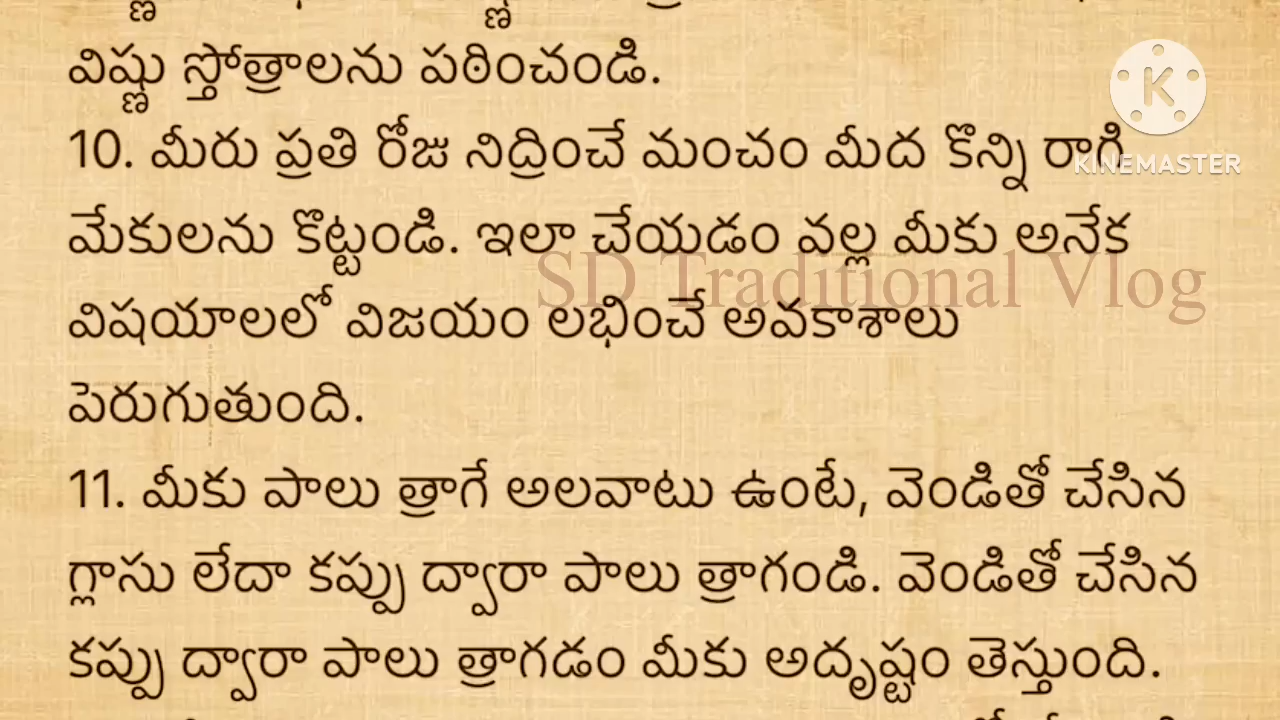 విష్ణు స్తోత్రాలను పఠించండి.
10. మీరు ప్రతి రోజు నిద్రించే మంచం మీద కొన్ని రాగి
KINEMASTER
మేకులను కొట్టండి. ఇలా చేయడం వల్ల మీకు అనేక
SD Traditional Vlog
విషయాలలో విజయం లభించే అవకాశాలు
పెరుగుతుంది.
11. మీకు పాలు త్రాగే అలవాటు ఉంటే, వెండితో చేసిన
గ్లాసు లేదా కప్పు ద్వారా పాలు త్రాగండి. వెండితో చేసిన
కప్పు ద్వారా పాలు త్రాగడం మీకు అదృష్టం తెస్తుంది.